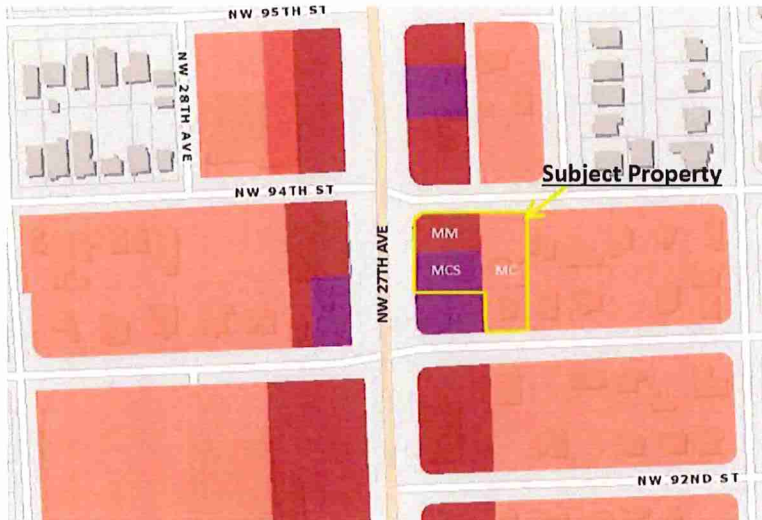 NW 95TH ST
NW 28TH AVE
NW 94TH ST
Subject Property
NW 27TH AVE
MM
MCS
MC
NW 92ND ST